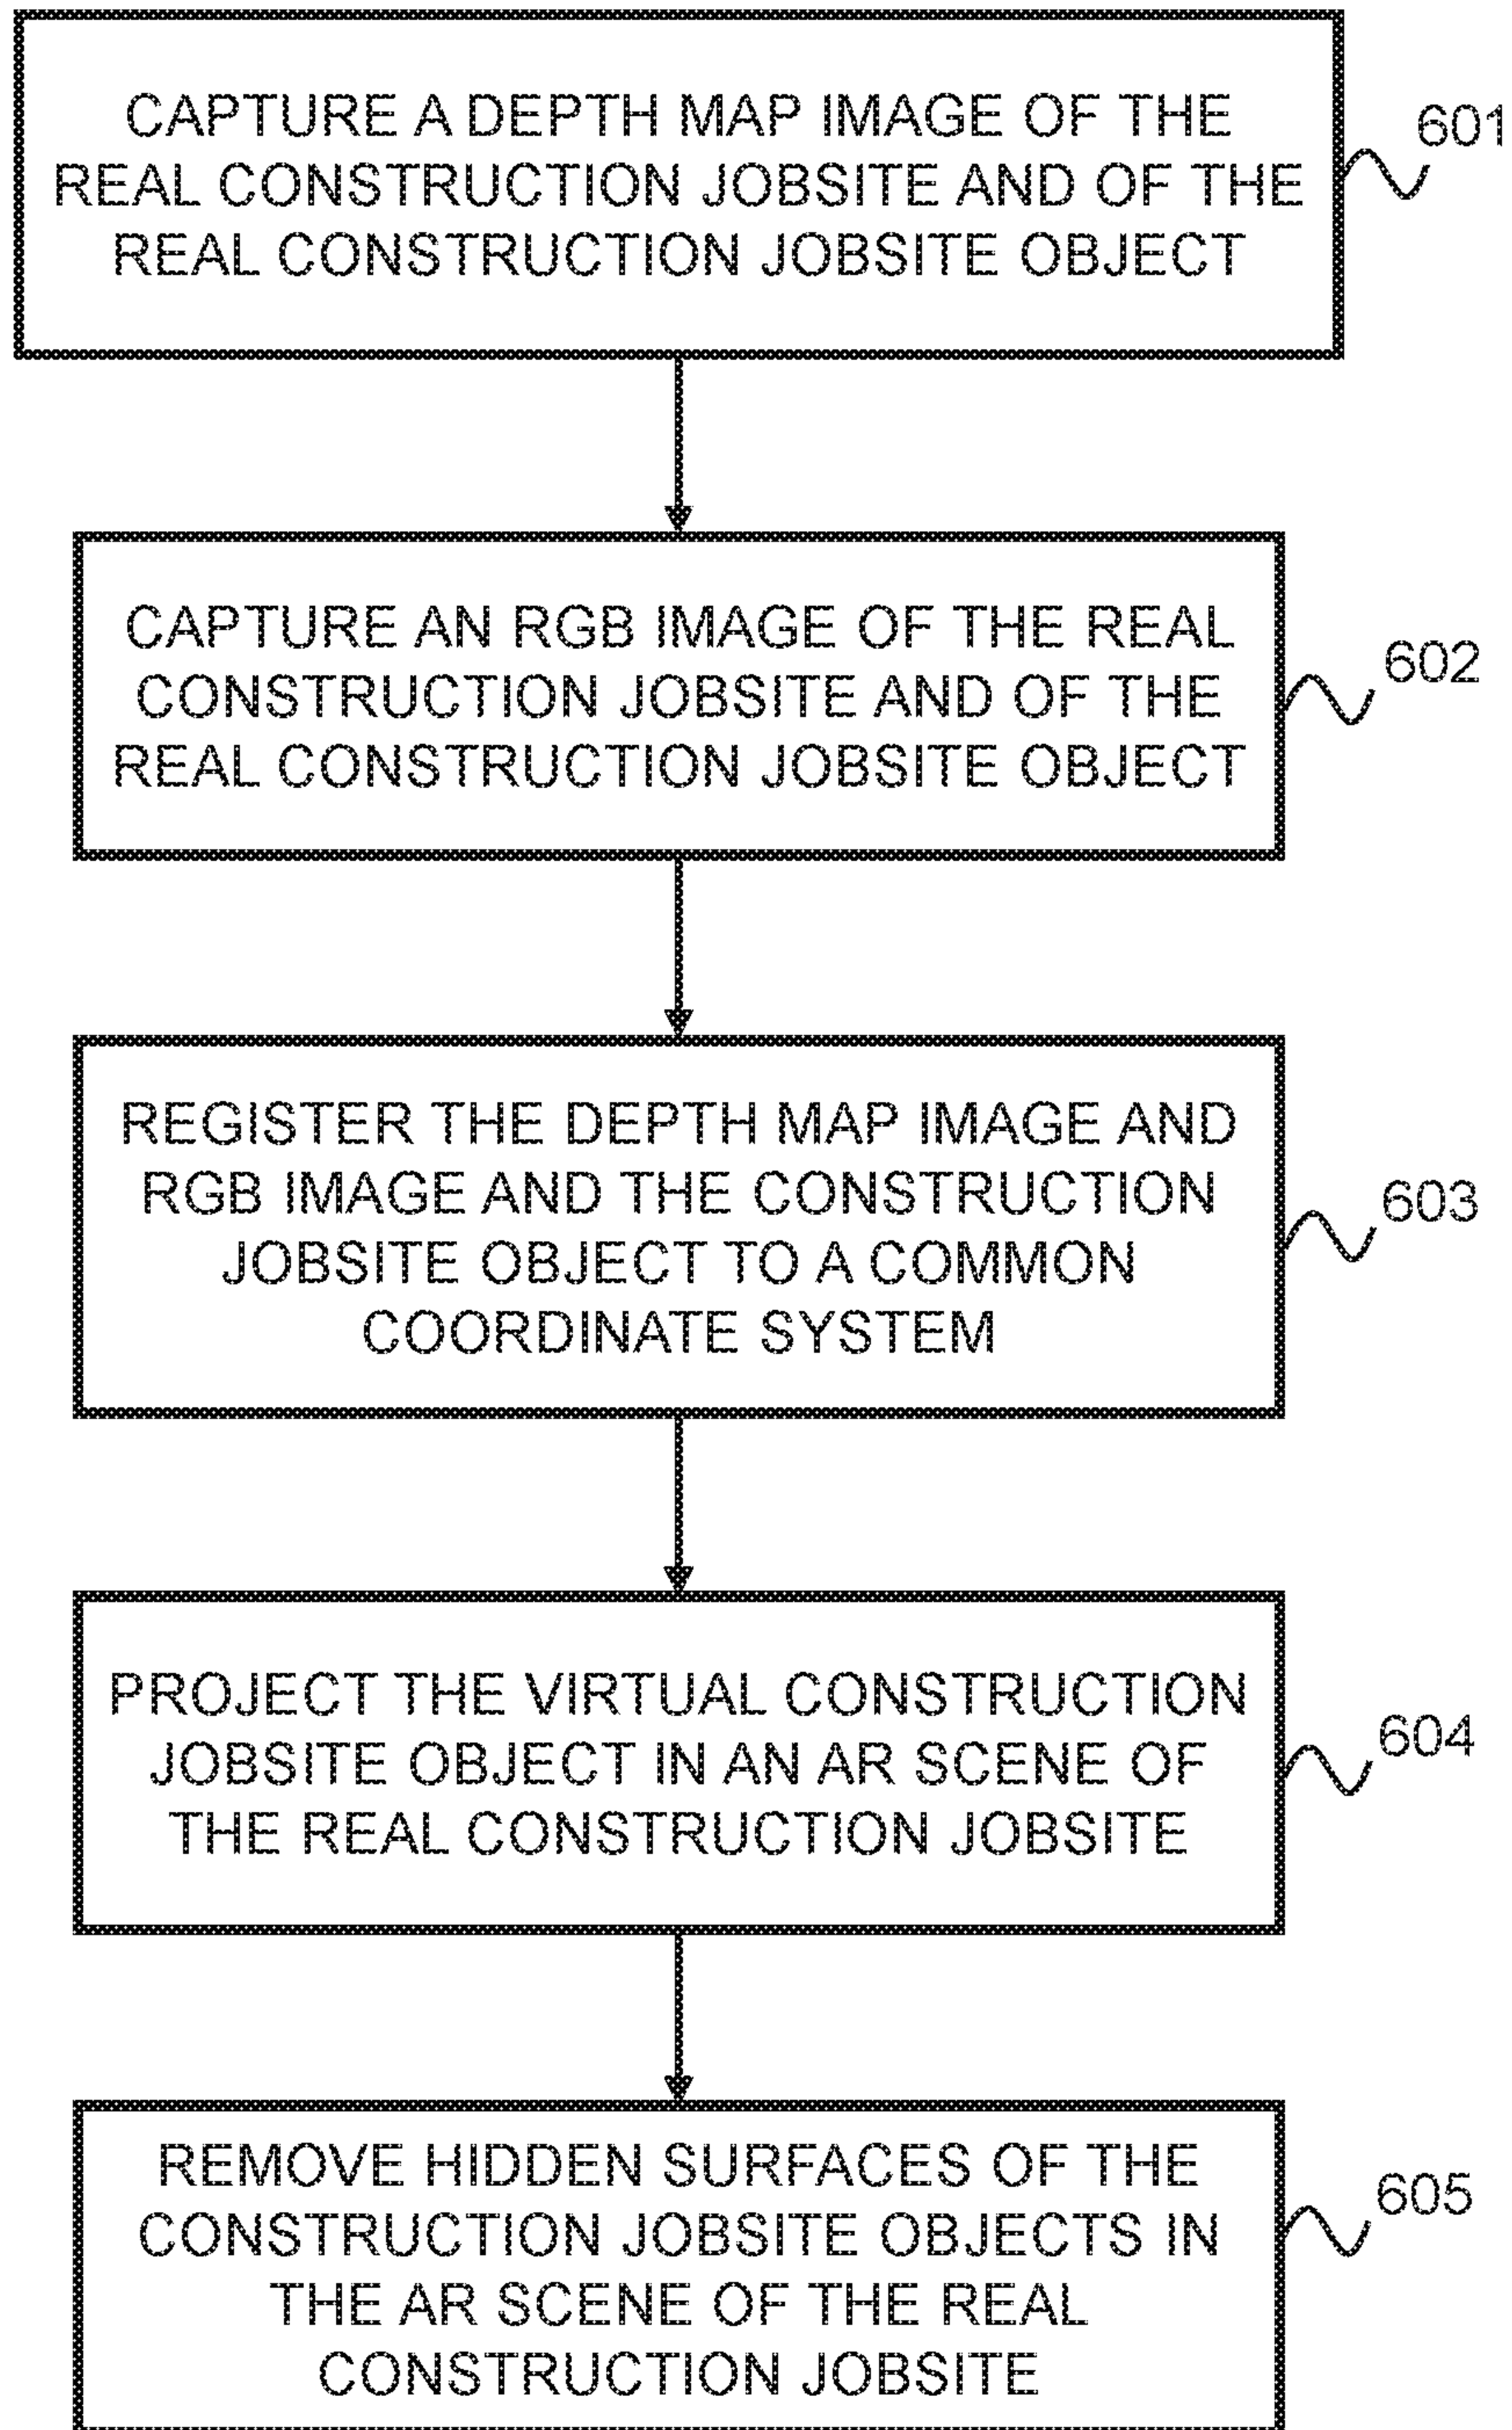 CAPTURE A DEPTH MAP IMAGE OF THE
REAL CONSTRUCTION JOBSITE AND OF THE
REAL CONSTRUCTION JOBSITE OBJECT
601
CAPTURE AN RGB IMAGE OF THE REAL
CONSTRUCTION JOBSITE AND OF THE
REAL CONSTRUCTION JOBSITE OBJECT
602
REGISTER THE DEPTH MAP IMAGE AND
RGB IMAGE AND THE CONSTRUCTION
JOBSITE OBJECT TO A COMMON
COORDINATE SYSTEM
603
PROJECT THE VIRTUAL CONSTRUCTION
JOBSITE OBJECT IN AN AR SCENE OF
THE REAL CONSTRUCTION JOBSITE
604
REMOVE HIDDEN SURFACES OF THE
CONSTRUCTION JOBSITE OBJECTS IN
THE AR SCENE OF THE REAL
CONSTRUCTION JOBSITE
605